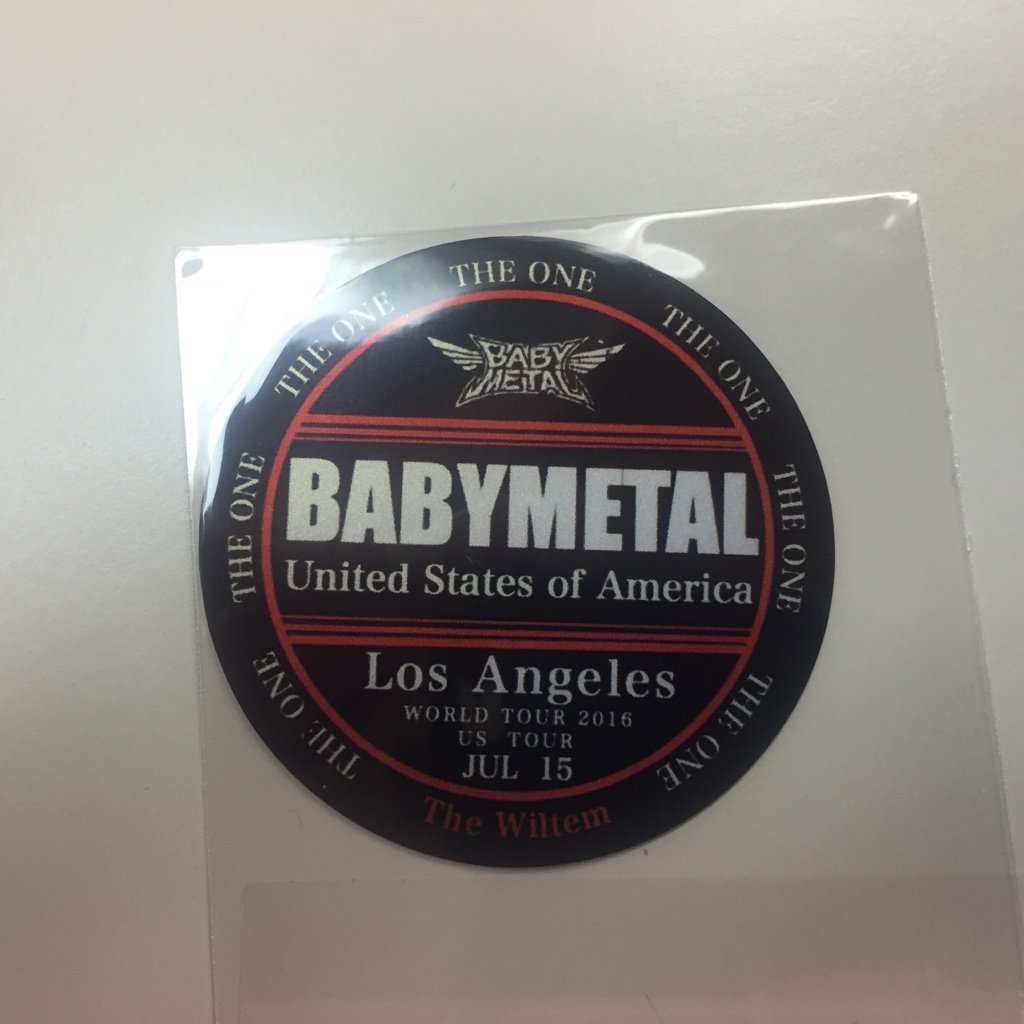 THE ONE
THE ONE
THE ONE
THE ONE
THE ONE
THE ONE
THE ONE
BABY
METAL
BABYMETAL
United States of America
Los Angeles
WORLD TOUR 2016
US TOUR
JUL 15
The Wiltem